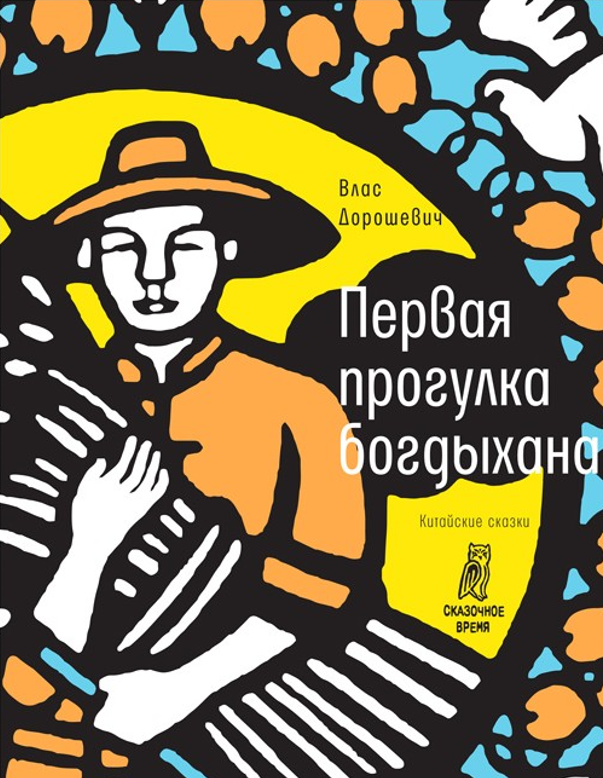 Влас
Дорошевич
Первая
прогулка
богдыхана
Китайские сказки
СКАЗОЧНОЕ
ВРЕМЯ